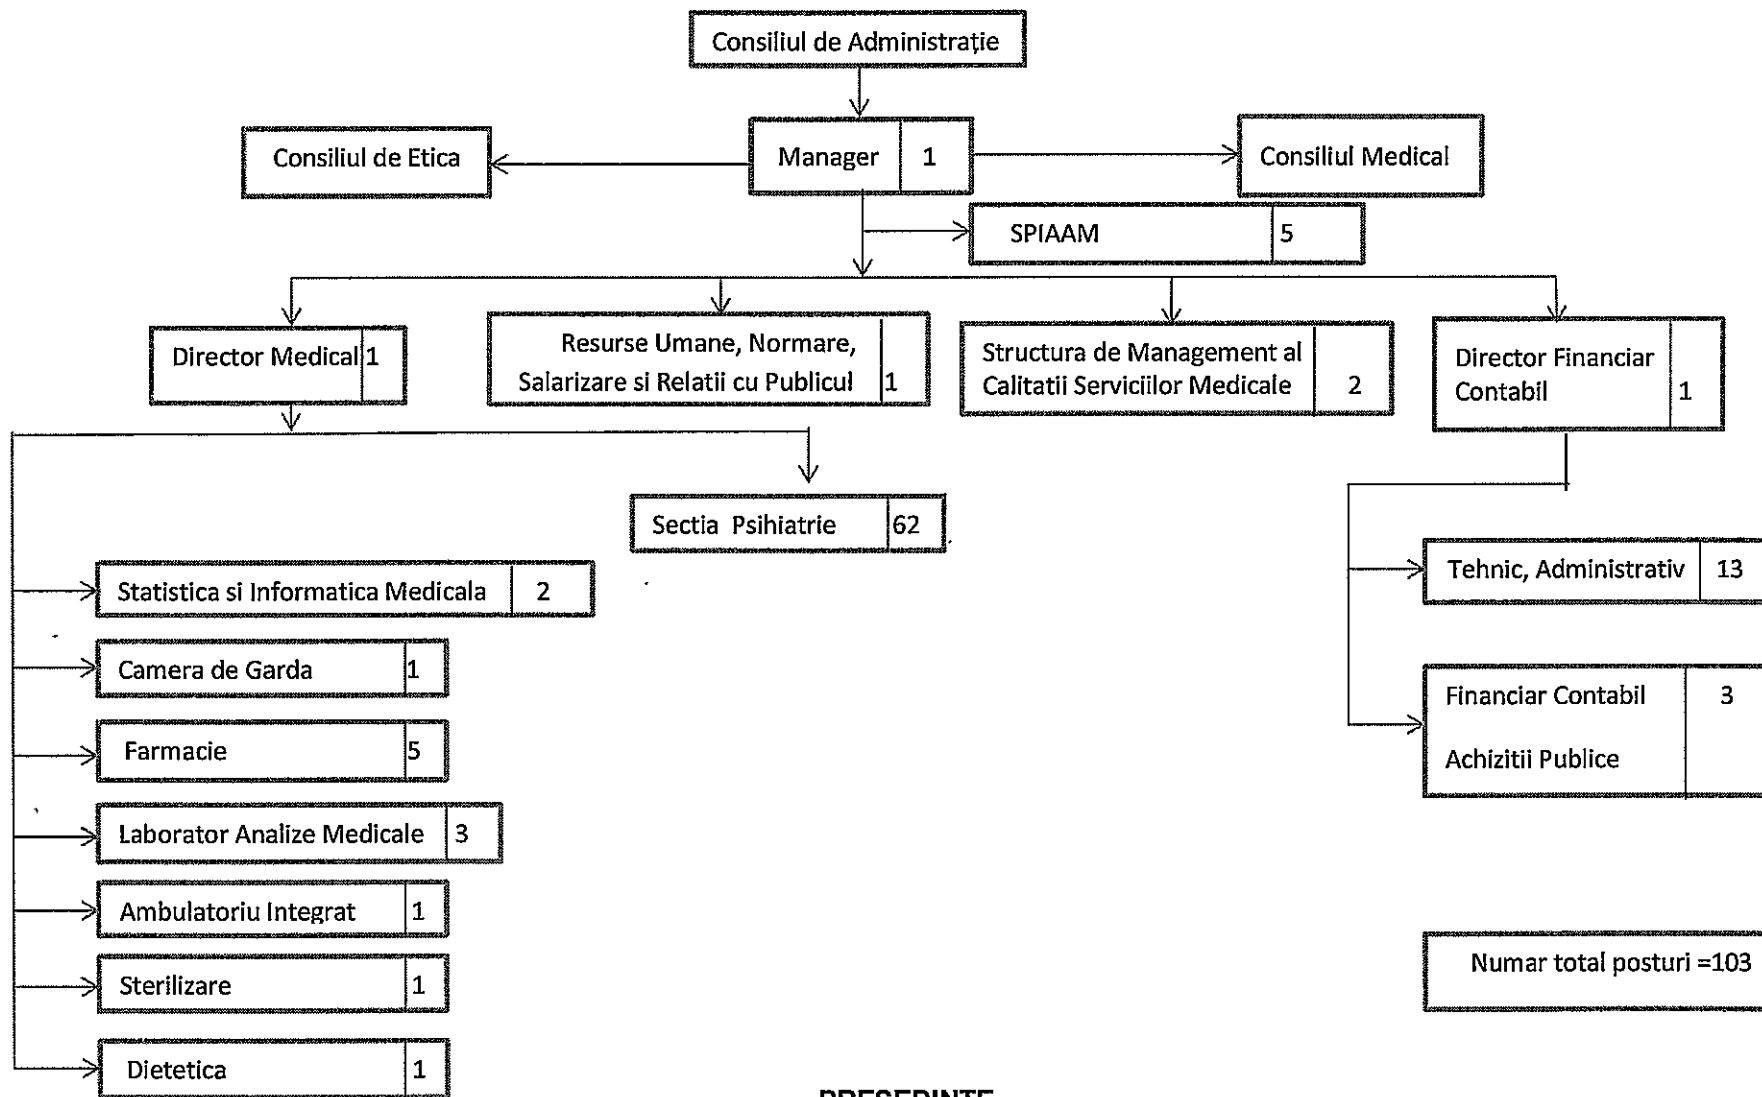 Consiliul de Administrație
Consiliul de Etica
Manager 1
Consiliul Medical
SPIAAM 5
Director Medical 1
Resurse Umane, Normare,
Salarizare si Relatii cu Publicul 1
Structura de Management al
Calitatii Serviciilor Medicale 2
Director Financiar
Contabil 1
Sectia Psihiatrie 62
Statistica si Informatica Medicala 2
Camera de Garda 1
Farmacie 5
Laborator Analize Medicale 3
Ambulatoriu Integrat 1
Sterilizare 1
Dietetica 1
Tehnic, Administrativ 13
Financiar Contabil 3
Achizitii Publice
Numar total posturi =103
PRESEDINTE